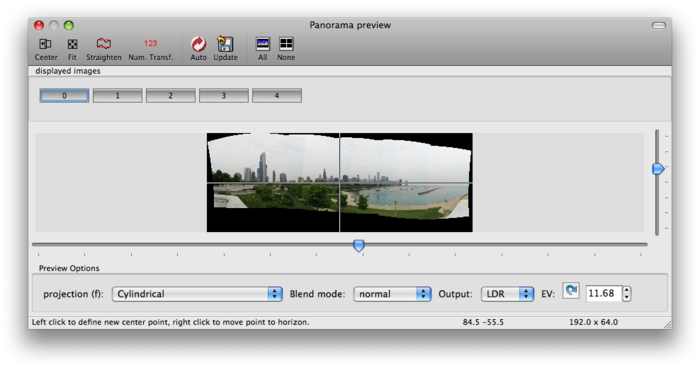 Panorama preview
Center Fit Straighten 123 Num. Transf. Auto Update All None
displayed images
0 1 2 3 4
Preview Options
projection (f): Cylindrical Blend mode: normal Output: LDR EV: 11.68
Left click to define new center point, right click to move point to horizon. 84.5 -55.5 192.0 x 64.0